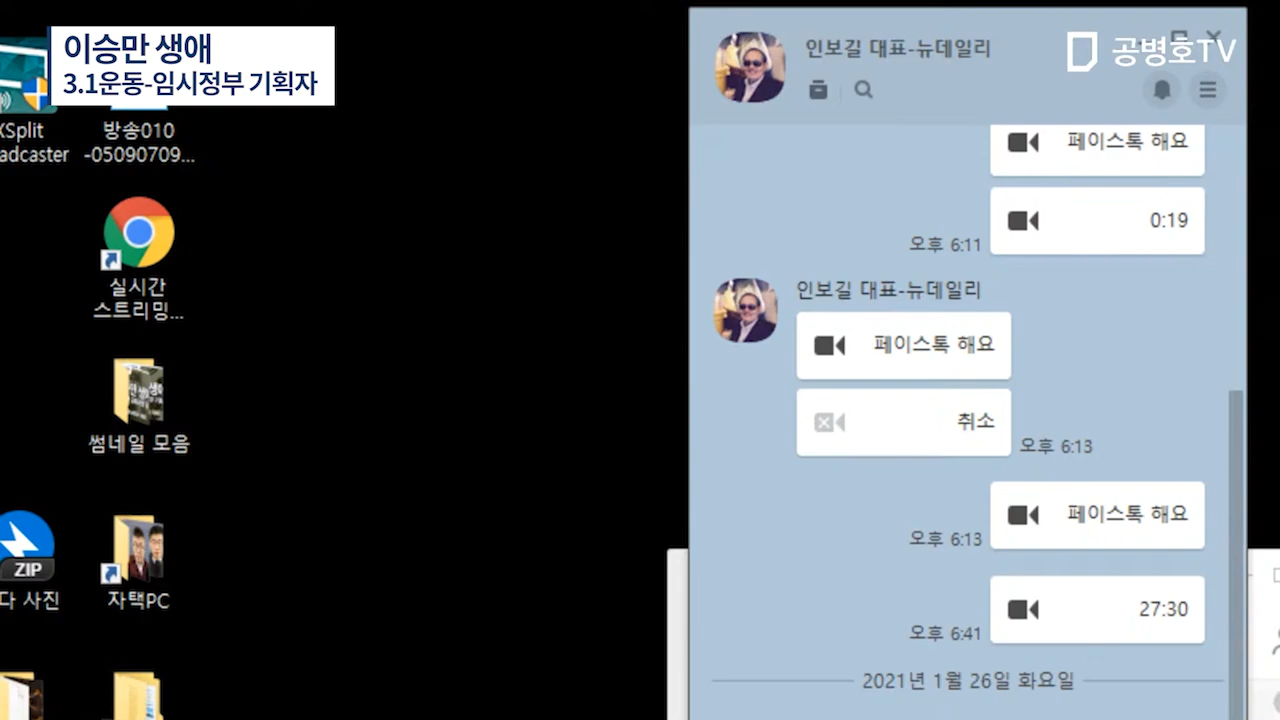 이승만 생애
3.1운동-임시정부 기획자
XSplit
adcaster
방송010
-05090709...
실시간
스트리밍...
썸네일 모음
ZIP
다 사진
자택PC
인보길 대표-뉴데일리
공병호TV
페이스톡 해요
0:19
오후 6:11
인보길 대표-뉴데일리
페이스톡 해요
취소
오후 6:13
페이스톡 해요
오후 6:13
27:30
오후 6:41
2021년 1월 26일 화요일